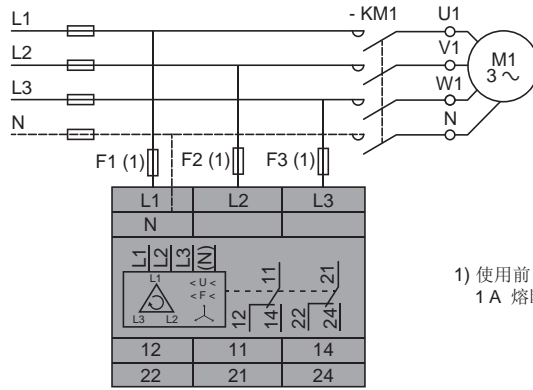 L1
- KM1
U1
L2
V1
L3
W1
M1
3 ~
N
N
F1 (1)
F2 (1)
F3 (1)
L1
L2
L3
N
L1
L2
L3
(N)
L1
L3
L2
< U <
< F <
11
12
14
21
22
24
12
11
14
22
21
24
1) 使用前
1 A